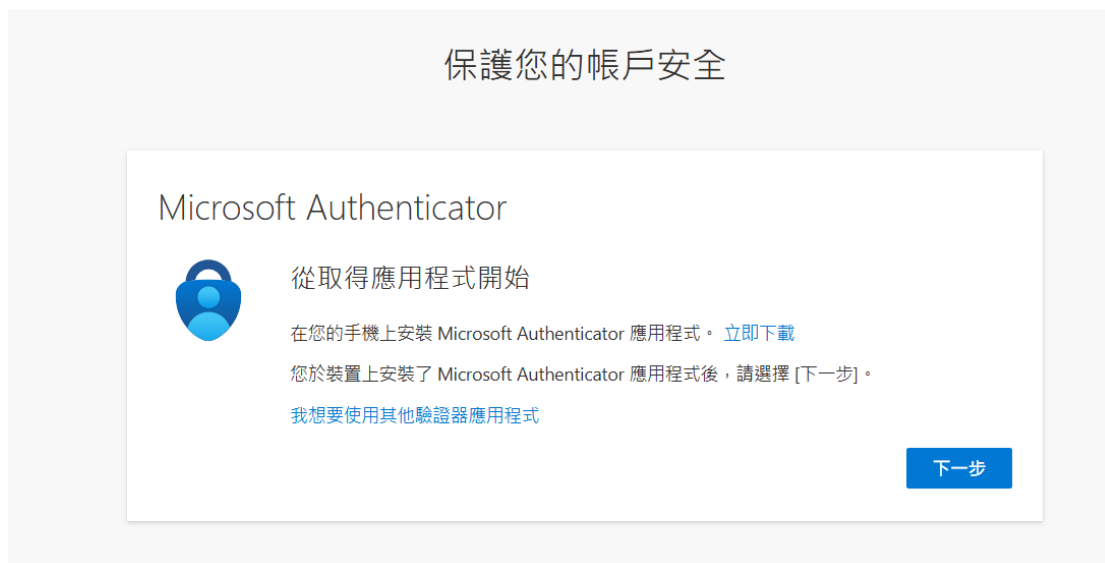 保護您的帳戶安全
Microsoft Authenticator
從取得應用程式開始
在您的手機上安裝 Microsoft Authenticator 應用程式。 立即下載
您於裝置上安裝了 Microsoft Authenticator 應用程式後，請選擇 [下一步]。
我想要使用其他驗證器應用程式
下一步